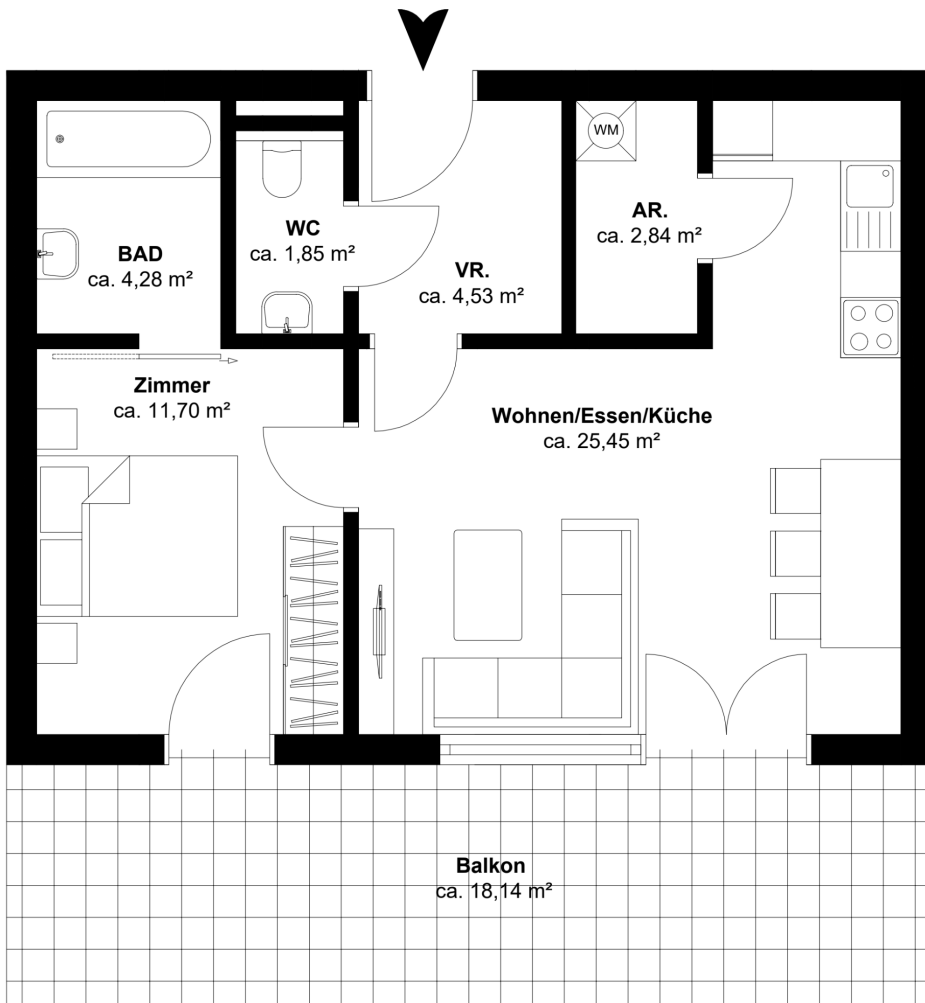 WM
BAD
ca. 4,28 m²
WC
ca. 1,85 m²
VR.
ca. 4,53 m²
AR.
ca. 2,84 m²
Zimmer
ca. 11,70 m²
Wohnen/Essen/Küche
ca. 25,45 m²
Balkon
ca. 18,14 m²